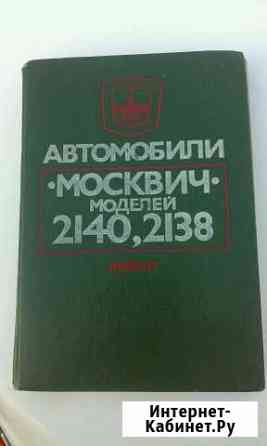 АВТОМОБИЛИ
·МОСКВИЧ·
МОДЕЛЕЙ
2140, 2138
Интернет-
Кабинет.Ру